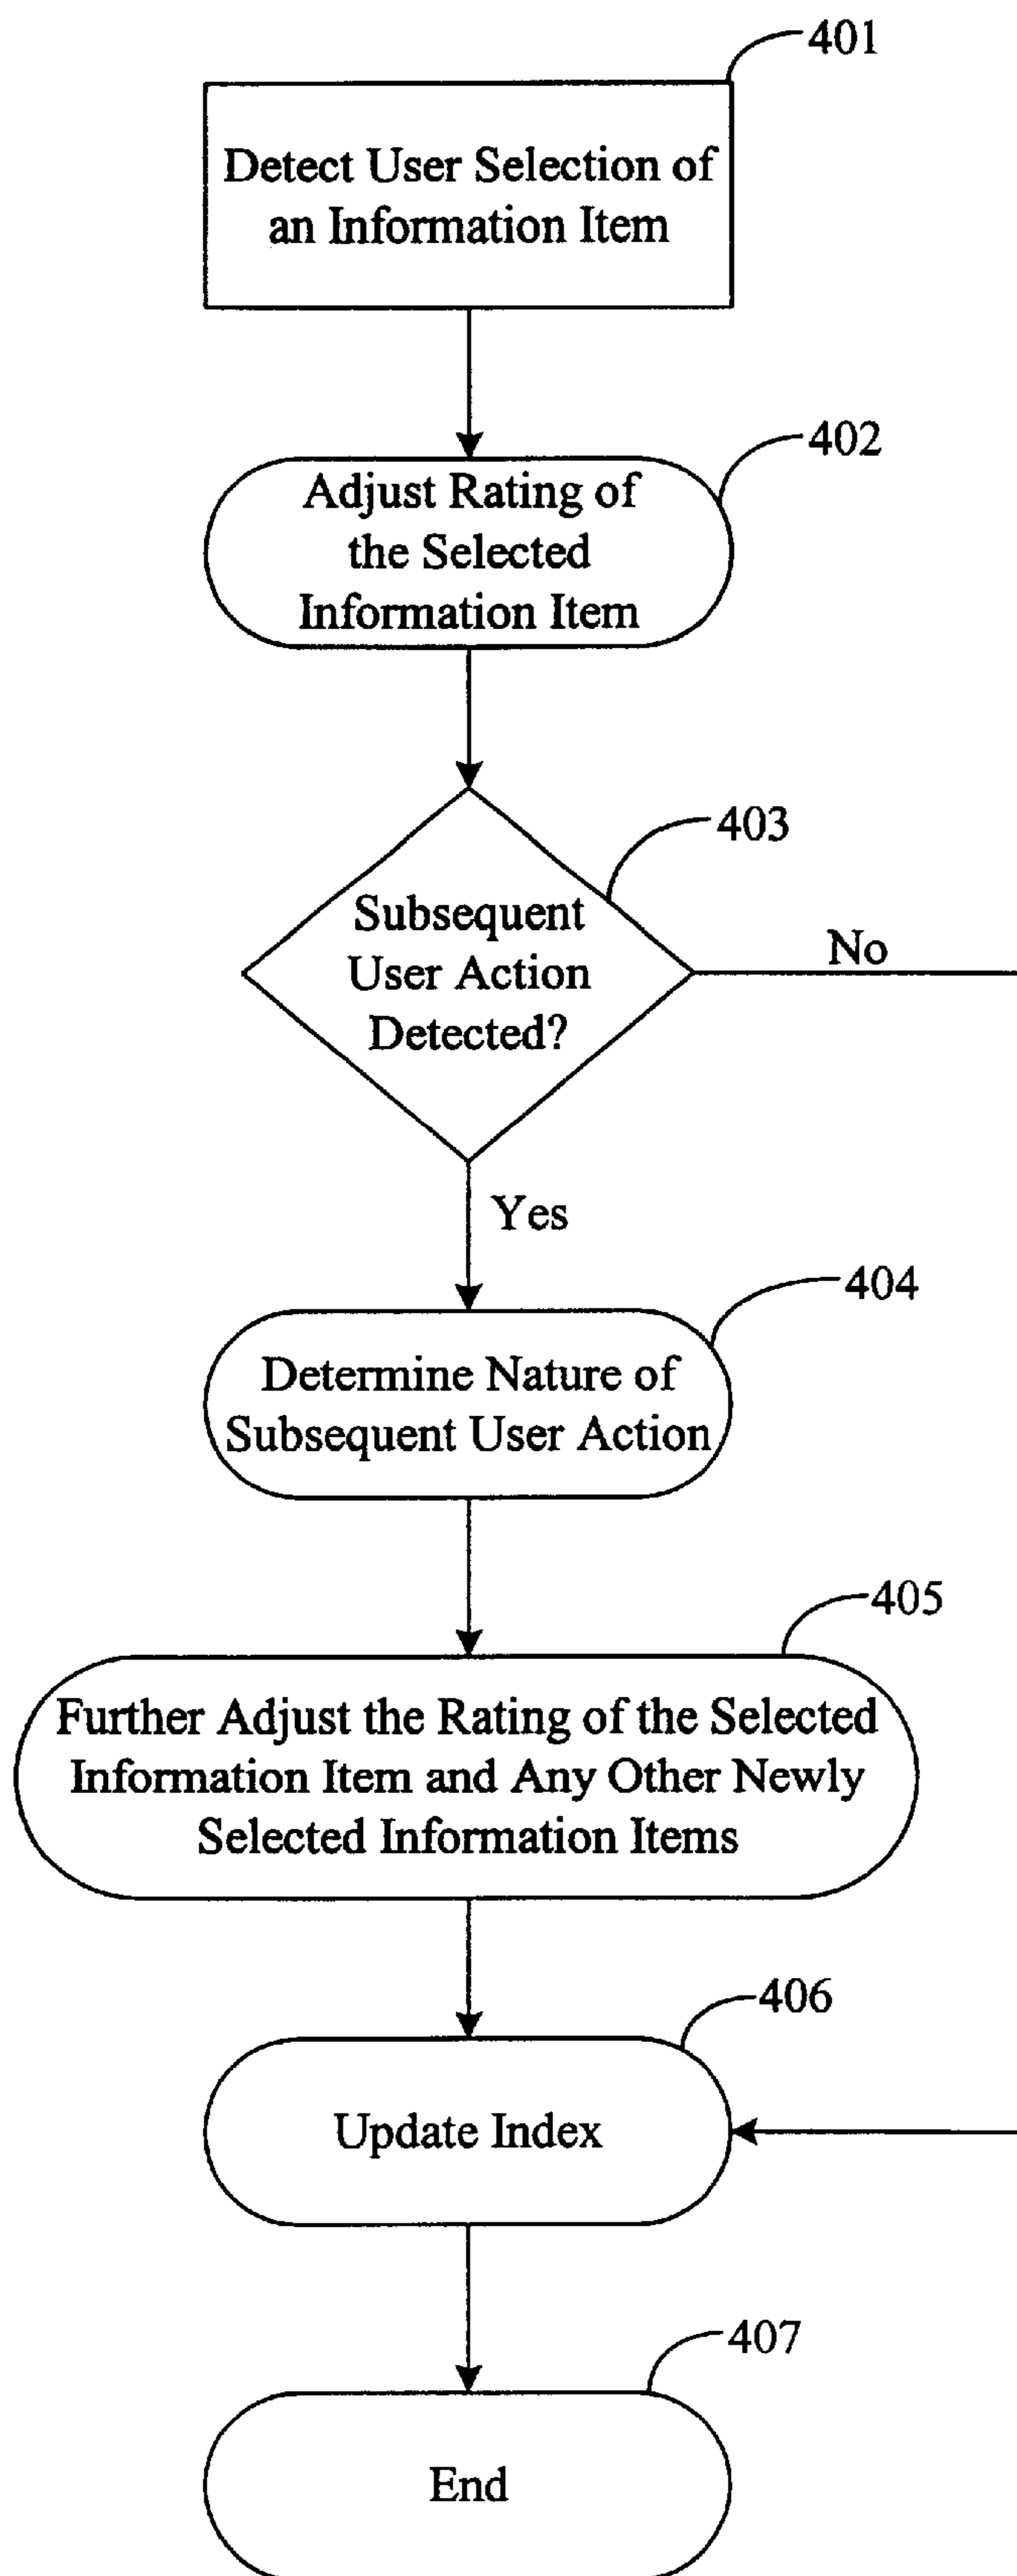 401
Detect User Selection of
an Information Item
402
Adjust Rating of
the Selected
Information Item
403
Subsequent
User Action
Detected?
No
Yes
404
Determine Nature of
Subsequent User Action
405
Further Adjust the Rating of the Selected
Information Item and Any Other Newly
Selected Information Items
406
Update Index
407
End